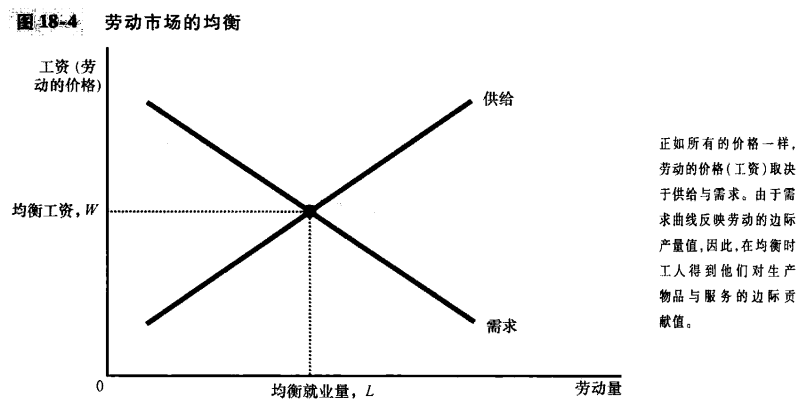 图 18-4 劳动市场的均衡
工资(劳
动的价格)
供给
均衡工资，W
需求
0
均衡就业量，L
劳动量
正如所有的价格一样，
劳动的价格(工资)取决
于供给与需求。由于需
求曲线反映劳动的边际
产量值，因此，在均衡时
工人得到他们对生产
物品与服务的边际贡
献值。